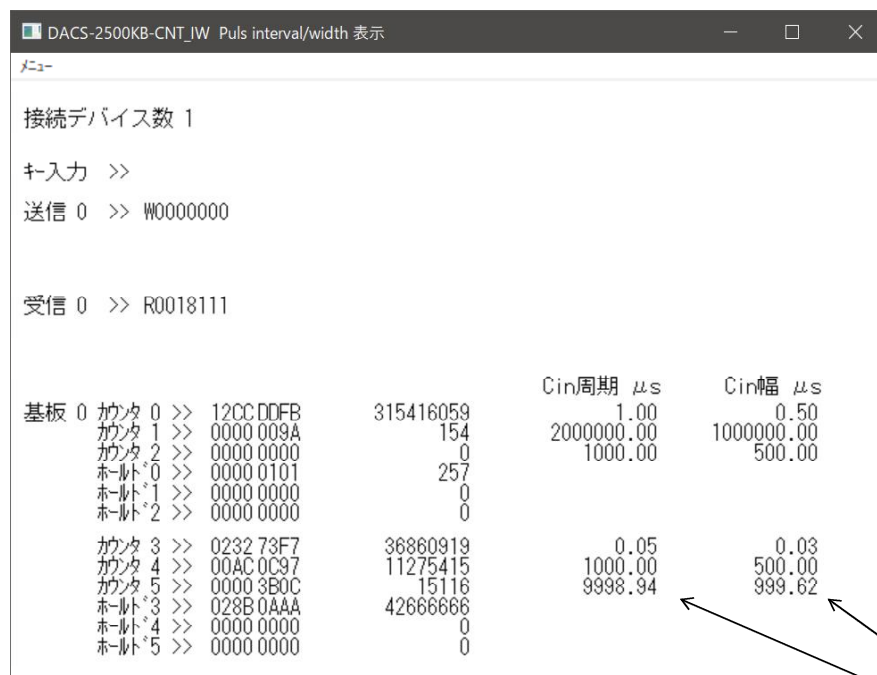 DACS-2500KB-CNT_IW Puls interval/width 表示
メニュー
接続デバイス数 1
キー入力 >>
送信 0 >> W0000000
受信 0 >> R0018111
Cin周期 μs Cin幅 μs
基板 0 カウンタ 0 >> 12CC DDFB 315416059 1.00 0.50
カウンタ 1 >> 0000 009A 154 2000000.00 1000000.00
カウンタ 2 >> 0000 0000 0 1000.00 500.00
ホールド 0 >> 0000 0101 257
ホールド 1 >> 0000 0000 0
ホールド 2 >> 0000 0000 0
カウンタ 3 >> 0232 73F7 36860919 0.05 0.03
カウンタ 4 >> 00AC 0C97 11275415 1000.00 500.00
カウンタ 5 >> 0000 3B0C 15116 9998.94 999.62
ホールド 3 >> 028B 0AAA 42666666
ホールド 4 >> 0000 0000 0
ホールド 5 >> 0000 0000 0